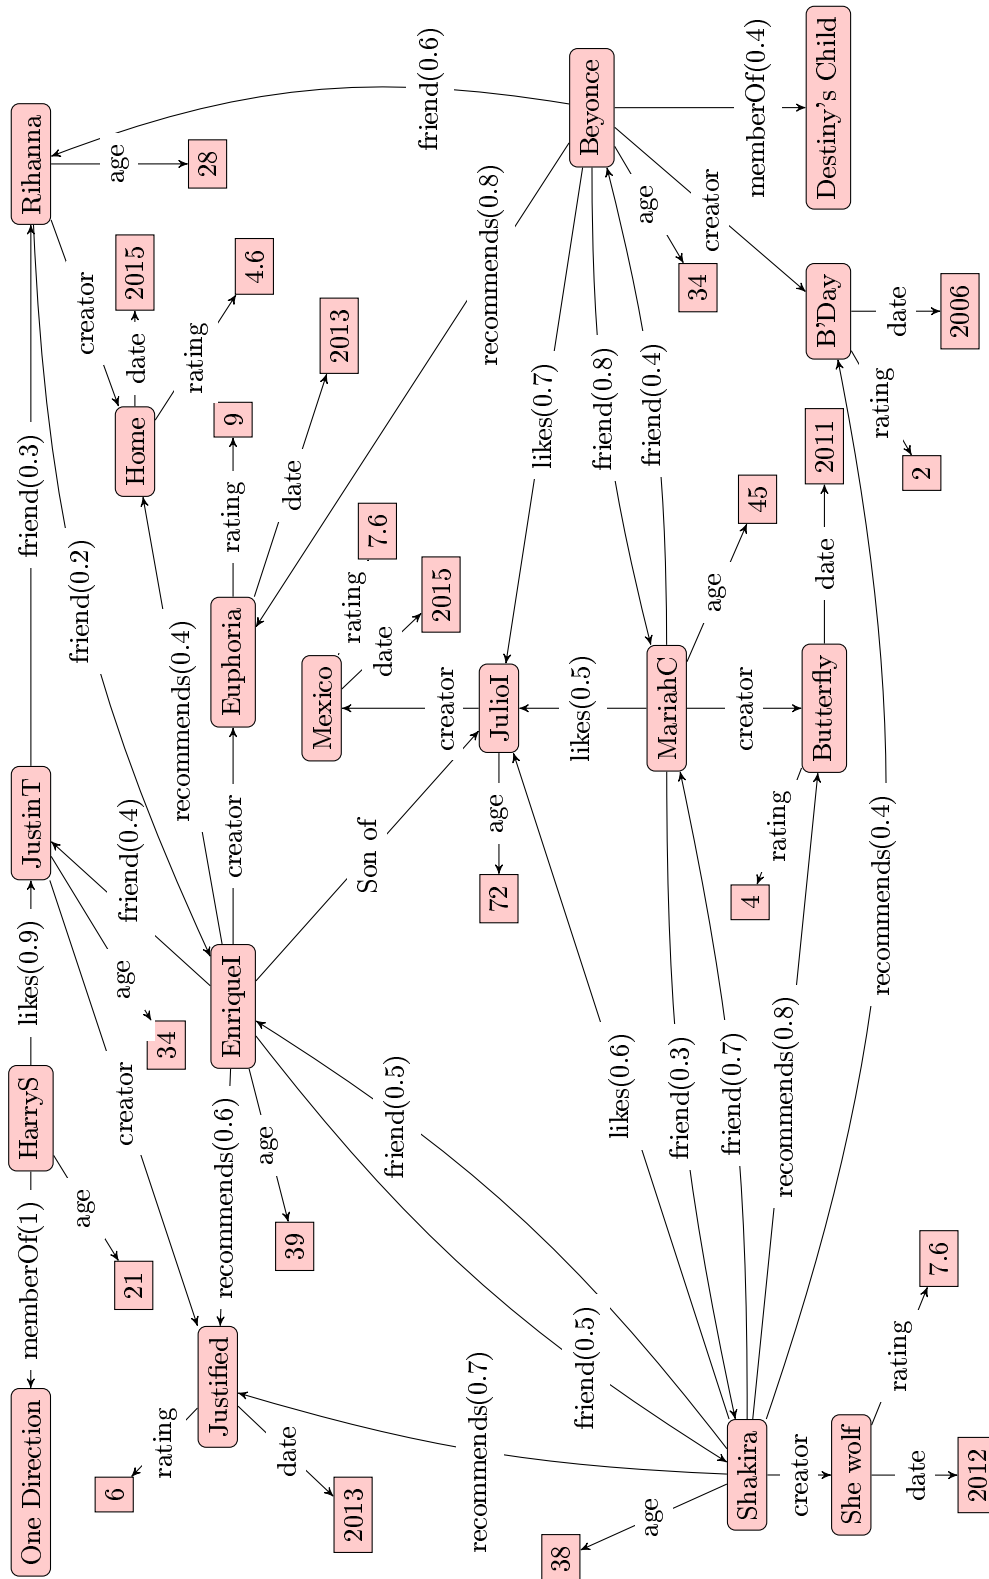 One Direction
memberOf(1)
HarryS
likes(0.9)
JustinT
friend(0.3)
Rihanna
age
21
friend(0.2)
age
28
creator
friend(0.4)
age
34
creator
Home
date
2015
rating
4.6
recommends(0.4)
6
rating
Justified
date
2013
recommends(0.6)
EnriqueI
creator
Euphoria
rating
9
date
2013
age
39
Son of
Mexico
rating
7.6
date
2015
recommends(0.8)
friend(0.6)
friend(0.5)
friend(0.5)
recommends(0.7)
creator
JulioI
age
72
likes(0.7)
likes(0.5)
likes(0.6)
Beyonce
age
34
creator
memberOf(0.4)
Destiny's Child
friend(0.8)
friend(0.4)
MariahC
age
45
creator
friend(0.3)
friend(0.7)
38
age
Shakira
recommends(0.8)
4
rating
Butterfly
date
2011
B'Day
rating
2
date
2006
recommends(0.4)
creator
She wolf
rating
7.6
date
2012